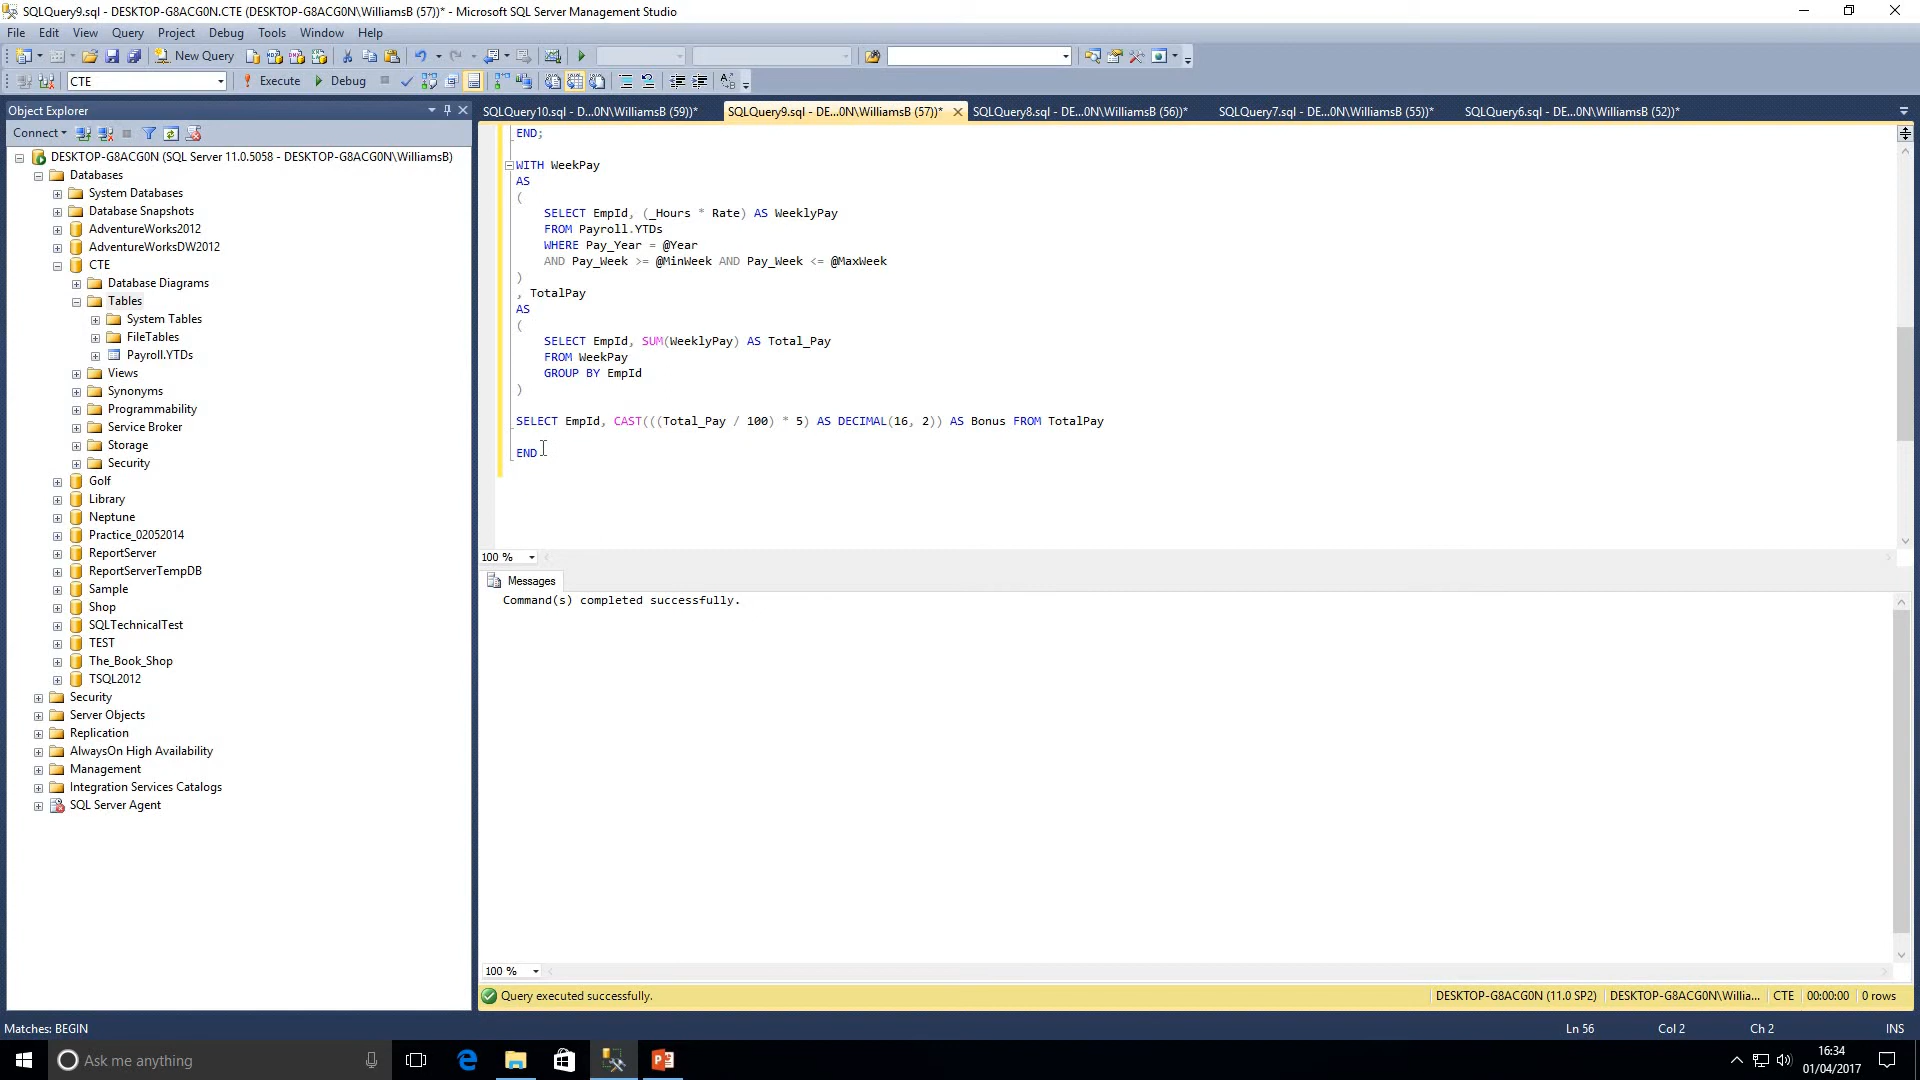 SQLQuery9.sql - DESKTOP-G8ACG0N.CTE (DESKTOP-G8ACG0N\WilliamsB (57))* - Microsoft SQL Server Management Studio
File Edit View Query Project Debug Tools Window Help
New Query
CTE
Execute
Debug
Object Explorer
Connect
DESKTOP-G8ACG0N (SQL Server 11.0.5058 - DESKTOP-G8ACG0N\WilliamsB)
Databases
System Databases
Database Snapshots
AdventureWorks2012
AdventureWorksDW2012
CTE
Database Diagrams
Tables
System Tables
FileTables
Payroll.YTDs
Views
Synonyms
Programmability
Service Broker
Storage
Security
Golf
Library
Neptune
Practice_02052014
ReportServer
ReportServerTempDB
Sample
Shop
SQLTechnicalTest
TEST
The_Book_Shop
TSQL2012
Security
Server Objects
Replication
AlwaysOn High Availability
Management
Integration Services Catalogs
SQL Server Agent
SQLQuery10.sql - D...0N\WilliamsB (59))*
SQLQuery9.sql - DE...0N\WilliamsB (57))*
SQLQuery8.sql - DE...0N\WilliamsB (56))*
SQLQuery7.sql - DE...0N\WilliamsB (55))*
SQLQuery6.sql - DE...0N\WilliamsB (52))*
END;
WITH WeekPay
AS
(
SELECT EmpId, (_Hours * Rate) AS WeeklyPay
FROM Payroll.YTDs
WHERE Pay_Year = @Year
AND Pay_Week >= @MinWeek AND Pay_Week <= @MaxWeek
)
, TotalPay
AS
(
SELECT EmpId, SUM(WeeklyPay) AS Total_Pay
FROM WeekPay
GROUP BY EmpId
)
SELECT EmpId, CAST(((Total_Pay / 100) * 5) AS DECIMAL(16, 2)) AS Bonus FROM TotalPay
END
100 %
Messages
Command(s) completed successfully.
100 %
Query executed successfully.
DESKTOP-G8ACG0N (11.0 SP2)
DESKTOP-G8ACG0N\Willia...
CTE
00:00:00
0 rows
Matches: BEGIN
Ln 56
Col 2
Ch 2
INS
Ask me anything
16:34
01/04/2017